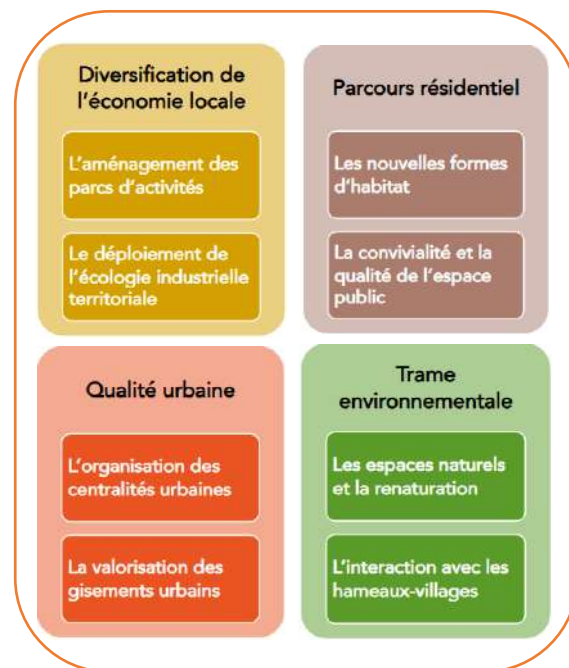 Diversification de
l'économie locale
L'aménagement des
parcs d'activités
Le déploiement de
l'écologie industrielle
territoriale
Parcours résidentiel
Les nouvelles formes
d'habitat
La convivialité et la
qualité de l'espace
public
Qualité urbaine
L'organisation des
centralités urbaines
La valorisation des
gisements urbains
Trame
environnementale
Les espaces naturels
et la renaturation
L'interaction avec les
hameaux-villages